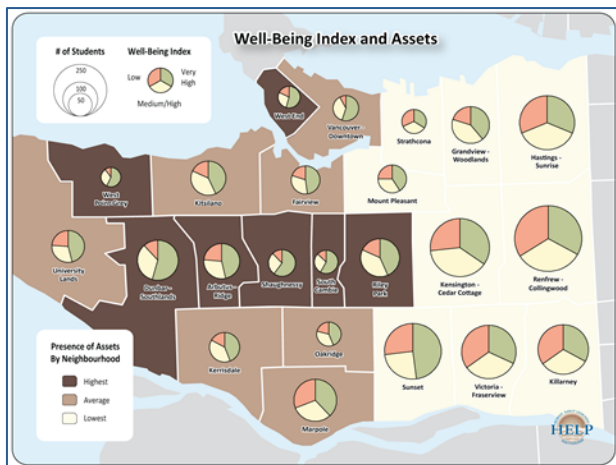 Well-Being Index and Assets
# of Students
250
100
50
Well-Being Index
Low
Very
High
Medium/High
West End
Vancouver -
Downtown
Strathcona
Grandview -
Woodlands
Hastings -
Sunrise
West
Point Grey
Kitsilano
Fairview
Mount Pleasant
University
Lands
Dunbar -
Southlands
Arbutus -
Ridge
Shaughnessy
South
Cambie
Riley
Park
Kensington -
Cedar Cottage
Renfrew -
Collingwood
Kerrisdale
Oakridge
Marpole
Sunset
Victoria -
Fraserview
Killarney
Presence of Assets
By Neighbourhood
Highest
Average
Lowest
HELP